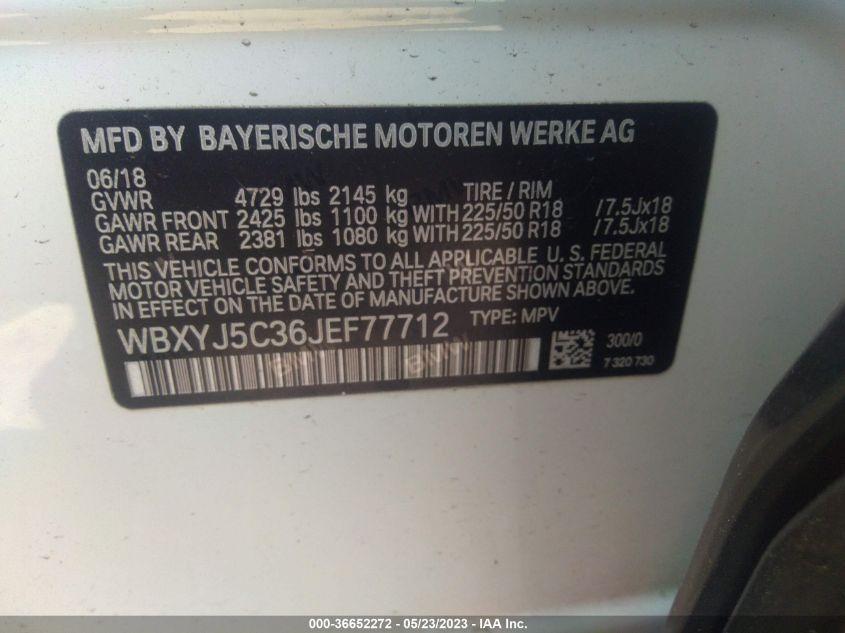 MFD BY BAYERISCHE MOTOREN WERKE AG
06/18
GVWR 4729 lbs 2145 kg TIRE / RIM
GAWR FRONT 2425 lbs 1100 kg WITH 225/50 R18 /7.5Jx18
GAWR REAR 2381 lbs 1080 kg WITH 225/50 R18 /7.5Jx18
THIS VEHICLE CONFORMS TO ALL APPLICABLE U. S. FEDERAL
MOTOR VEHICLE SAFETY AND THEFT PREVENTION STANDARDS
IN EFFECT ON THE DATE OF MANUFACTURE SHOWN ABOVE.
WBXYJ5C36JEF77712 TYPE: MPV
300/0
7 320 730
BMW BMW
000-36652272 - 05/23/2023 - IAA Inc.